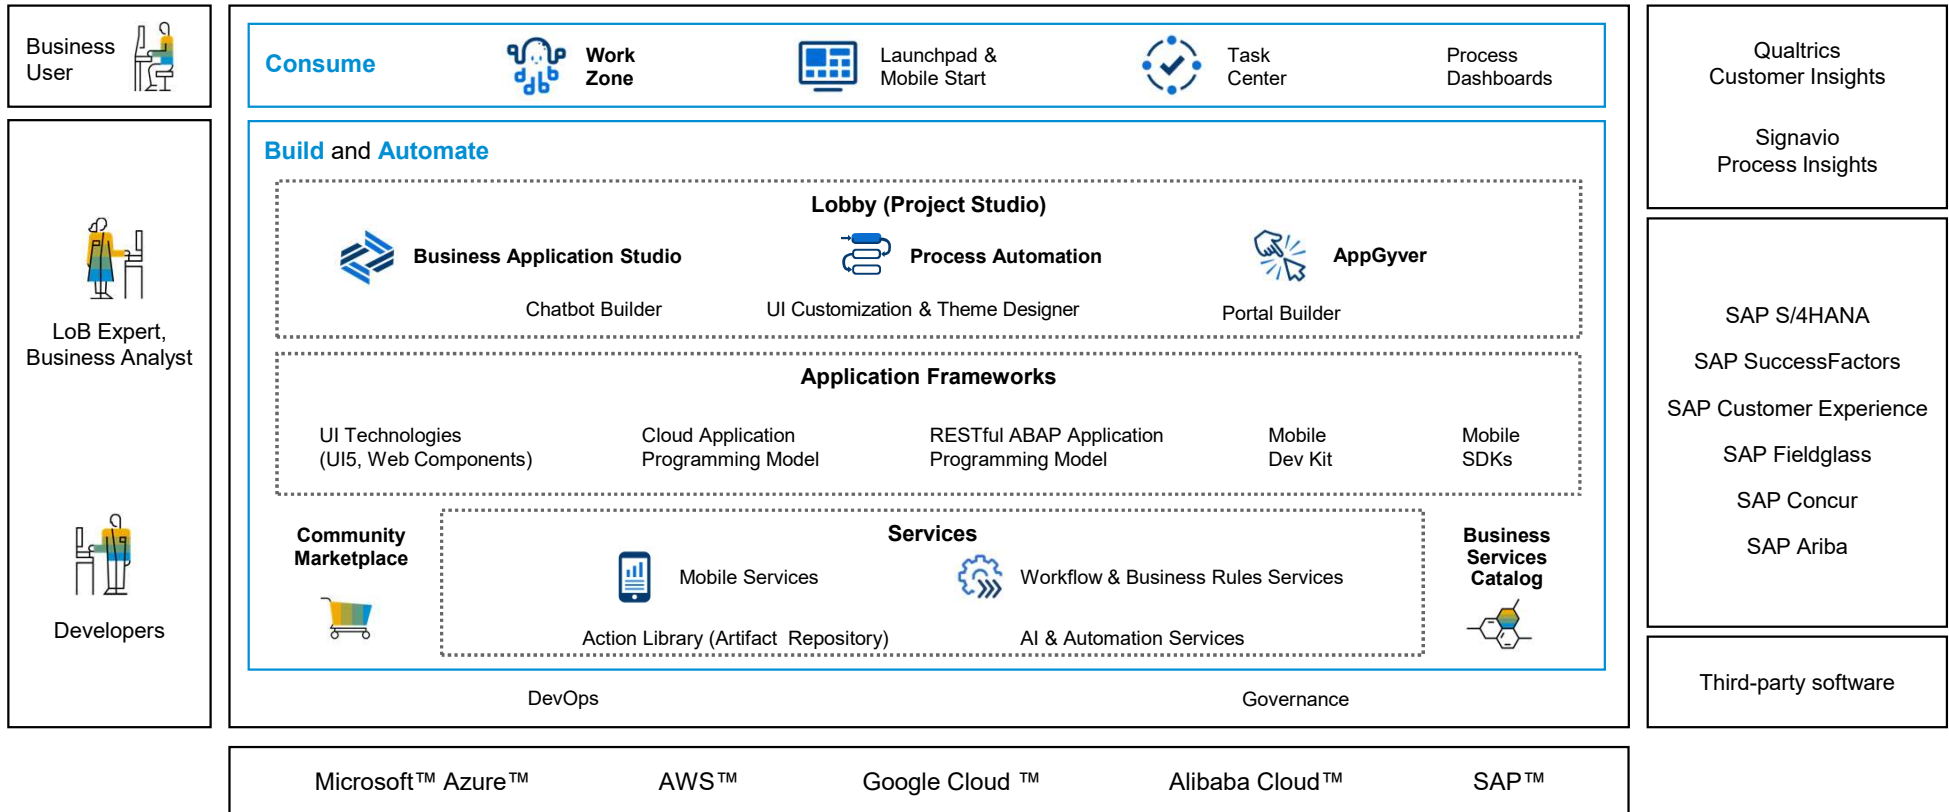 Business
User
Consume
Work
Zone
Launchpad &
Mobile Start
Task
Center
Process
Dashboards
Qualtrics
Customer Insights
Signavio
Process Insights
Build and Automate
Lobby (Project Studio)
Business Application Studio
Process Automation
AppGyver
Chatbot Builder
UI Customization & Theme Designer
Portal Builder
LoB Expert,
Business Analyst
Application Frameworks
UI Technologies
(UI5, Web Components)
Cloud Application
Programming Model
RESTful ABAP Application
Programming Model
Mobile
Dev Kit
Mobile
SDKs
SAP S/4HANA
SAP SuccessFactors
SAP Customer Experience
SAP Fieldglass
SAP Concur
SAP Ariba
Developers
Community
Marketplace
Services
Mobile Services
Workflow & Business Rules Services
Action Library (Artifact Repository)
AI & Automation Services
Business
Services
Catalog
Third-party software
DevOps
Governance
Microsoft™ Azure™
AWS™
Google Cloud ™
Alibaba Cloud™
SAP™